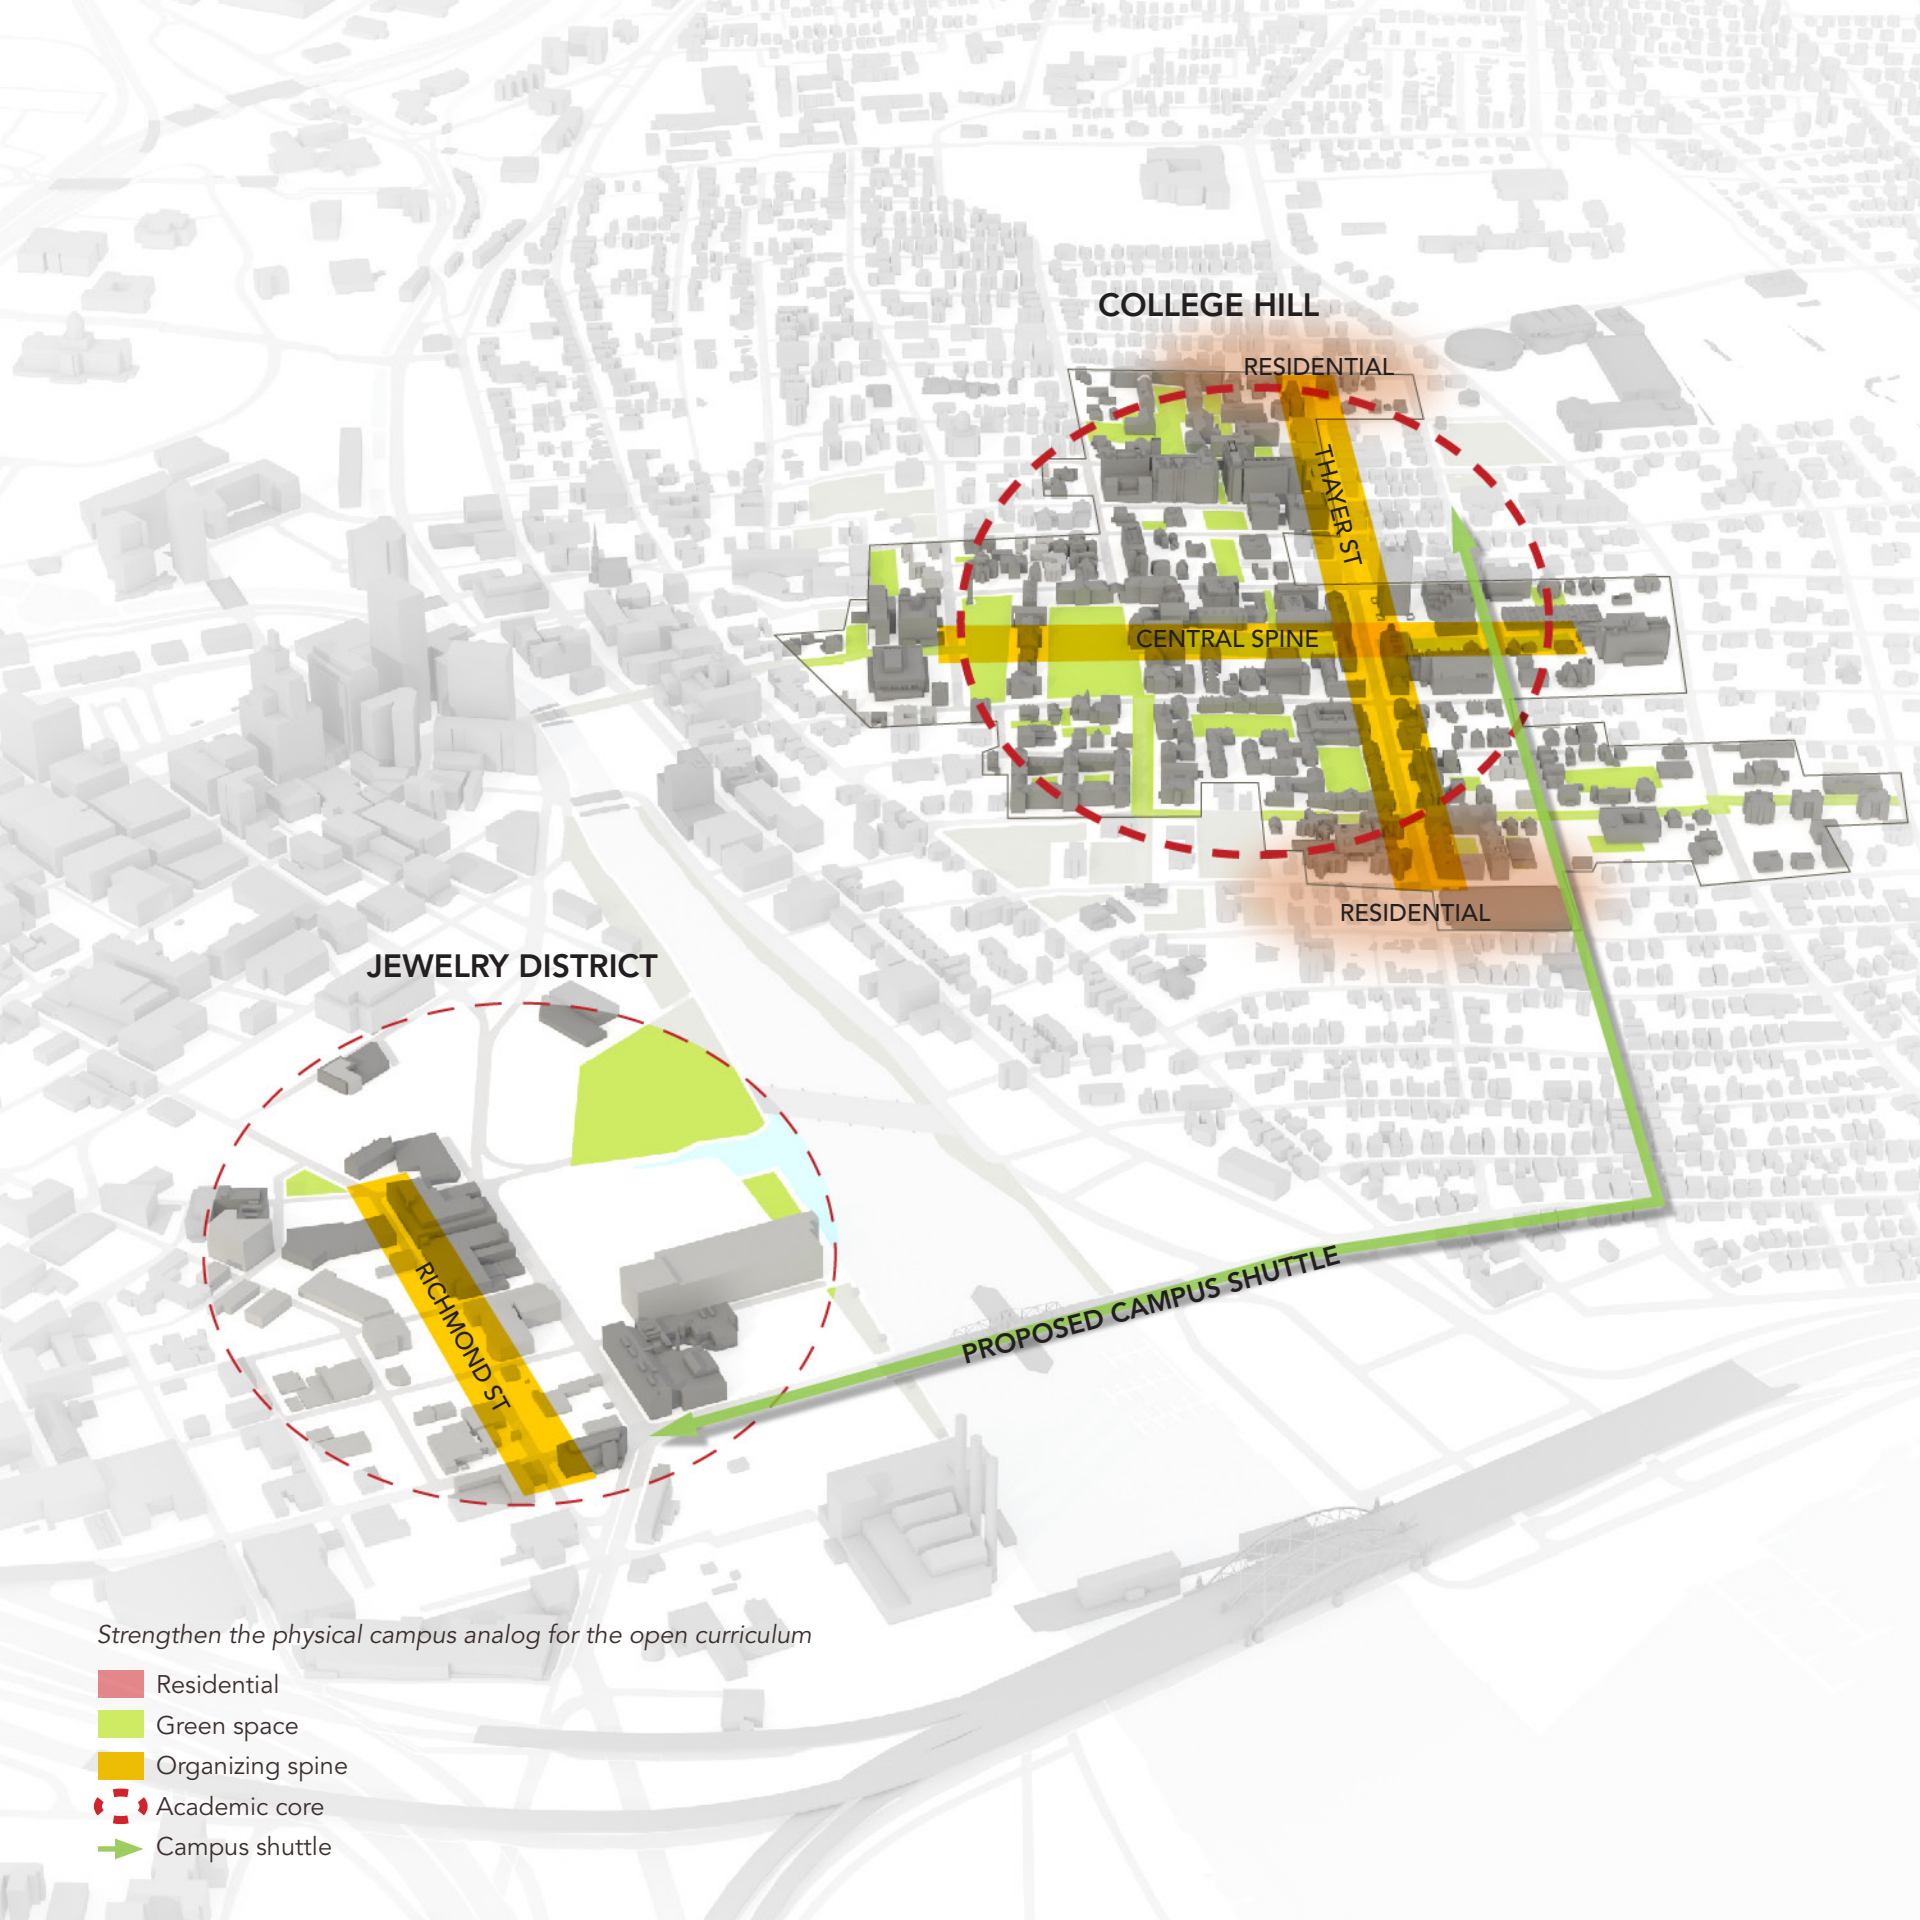 COLLEGE HILL
RESIDENTIAL
THAYER ST
CENTRAL SPINE
RESIDENTIAL
JEWELRY DISTRICT
RICHMOND ST
PROPOSED CAMPUS SHUTTLE
Strengthen the physical campus analog for the open curriculum
Residential
Green space
Organizing spine
Academic core
Campus shuttle